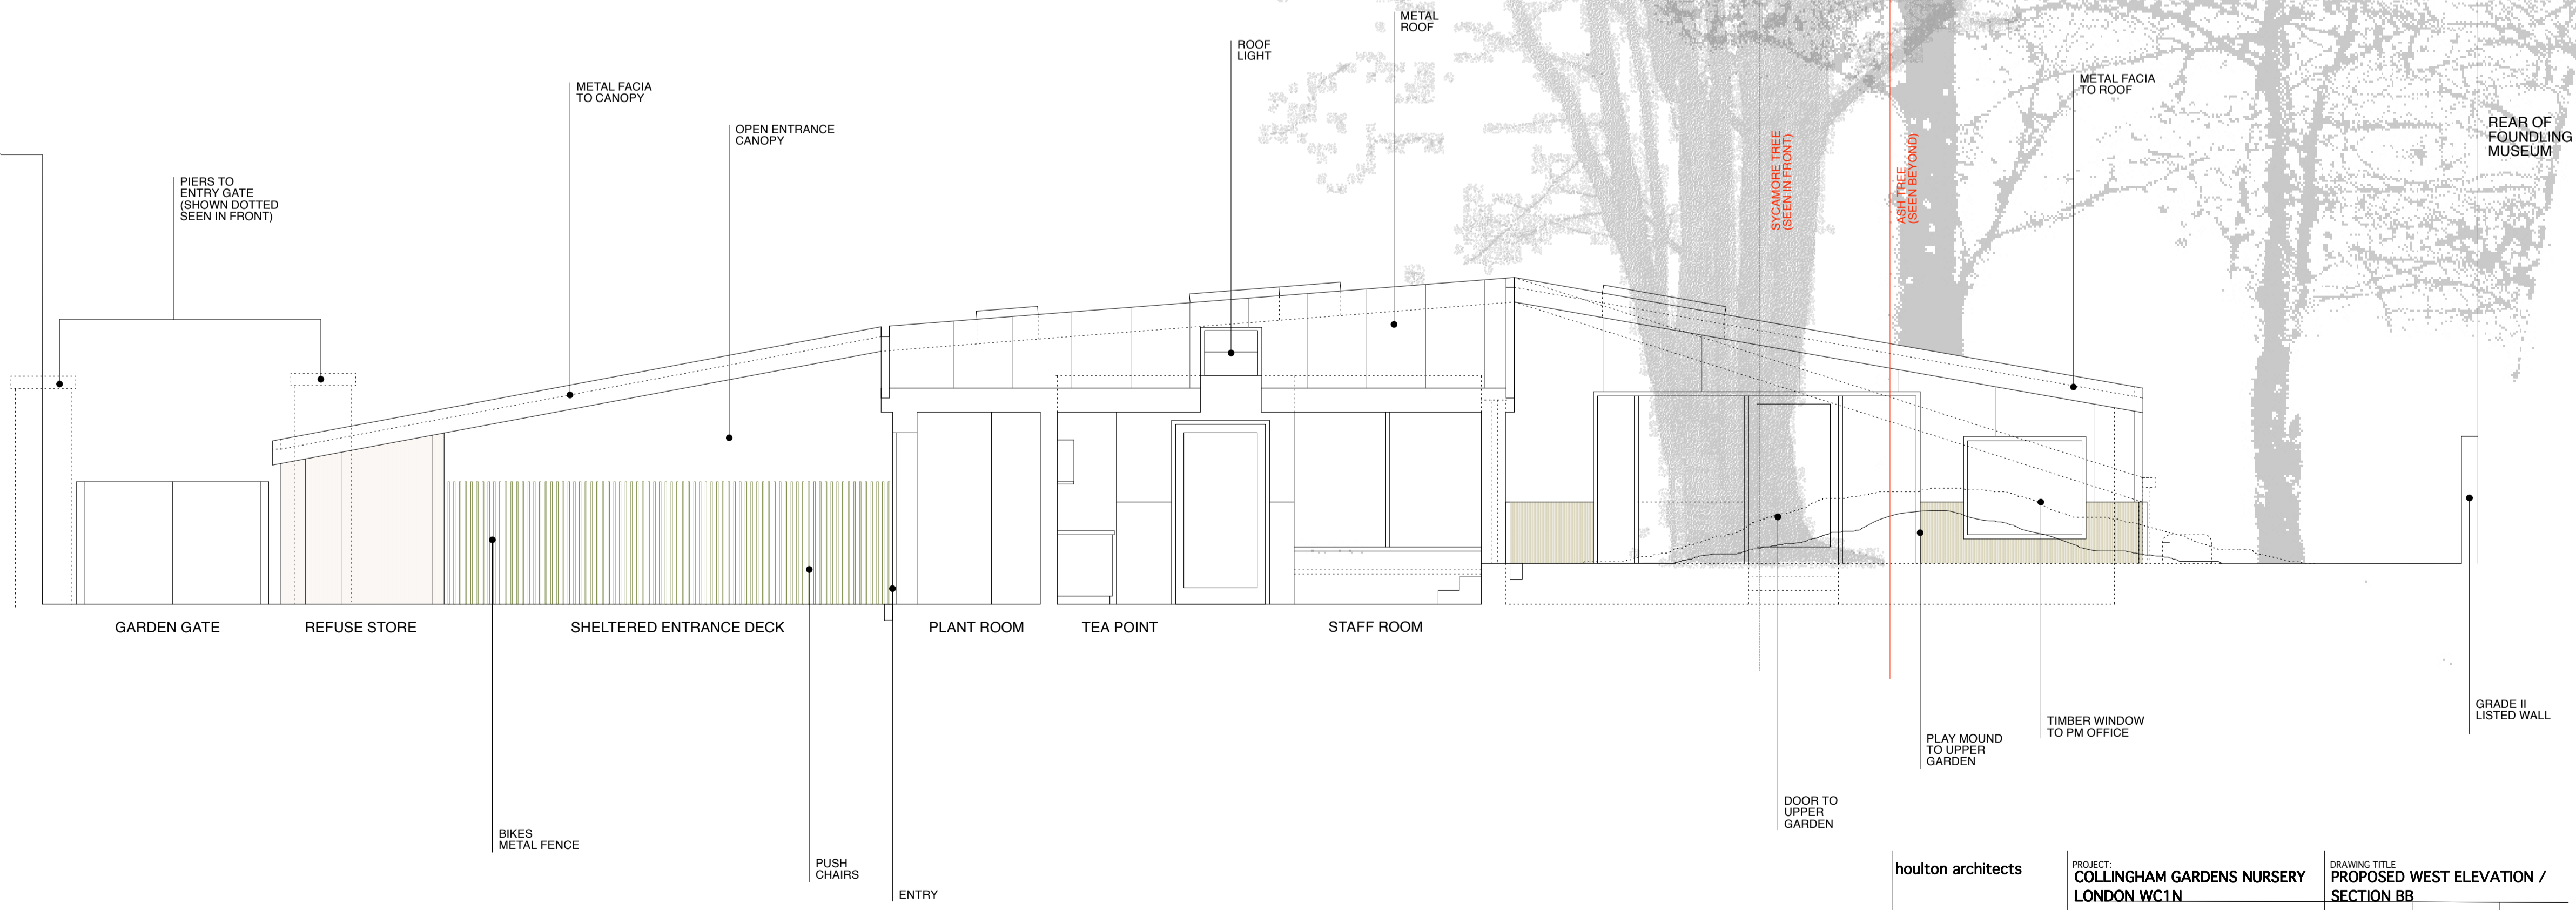 METAL
ROOF
ROOF
LIGHT
METAL FACIA
TO CANOPY
METAL FACIA
TO ROOF
OPEN ENTRANCE
CANOPY
REAR OF
FOUNDLING
MUSEUM
SYCAMORE TREE
(SEEN IN FRONT)
ASH TREE
(SEEN BEYOND)
PIERS TO
ENTRY GATE
(SHOWN DOTTED
SEEN IN FRONT)
GARDEN GATE
REFUSE STORE
SHELTERED ENTRANCE DECK
PLANT ROOM
TEA POINT
STAFF ROOM
GRADE II
LISTED WALL
TIMBER WINDOW
TO PM OFFICE
PLAY MOUND
TO UPPER
GARDEN
DOOR TO
UPPER
GARDEN
BIKES
METAL FENCE
PUSH
CHAIRS
ENTRY
houlton architects
PROJECT:
COLLINGHAM GARDENS NURSERY
LONDON WC1N
DRAWING TITLE
PROPOSED WEST ELEVATION /
SECTION BB